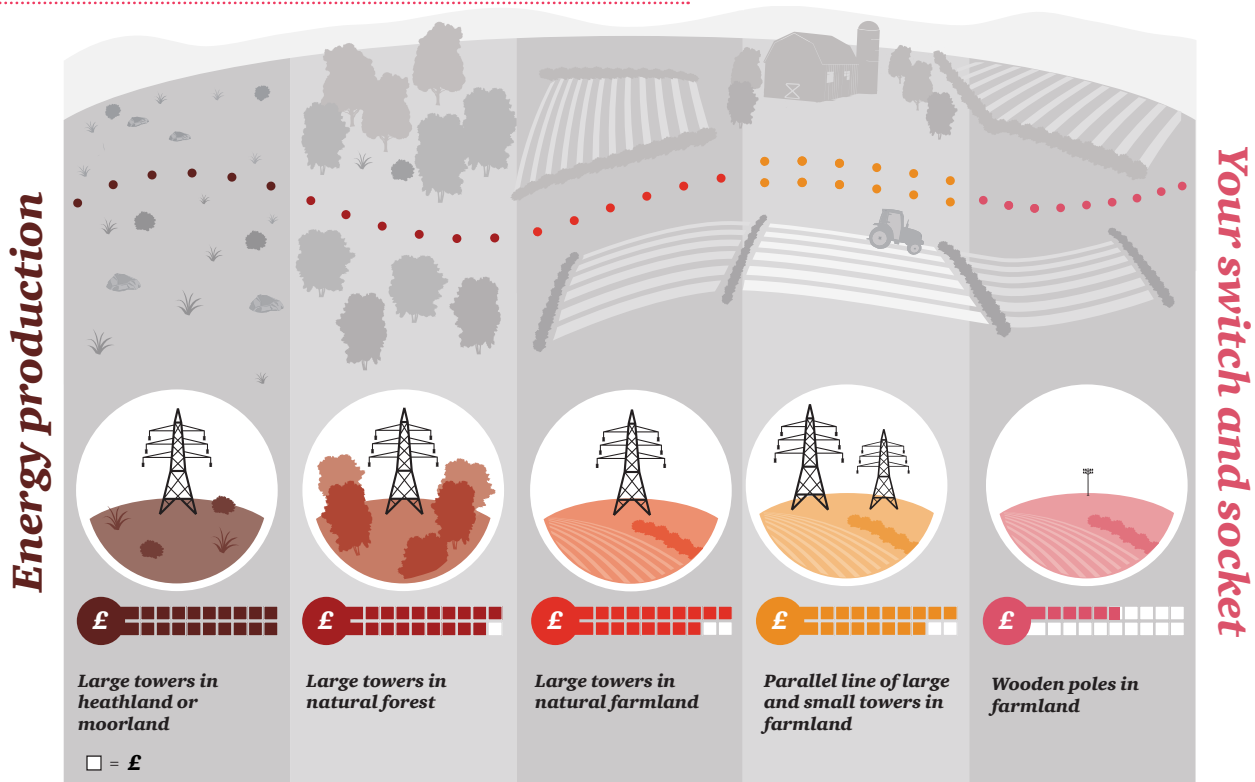 Energy production
Your switch and socket
£
£
£
£
£
Large towers in
heathland or
moorland
Large towers in
natural forest
Large towers in
natural farmland
Parallel line of large
and small towers in
farmland
Wooden poles in
farmland
= £